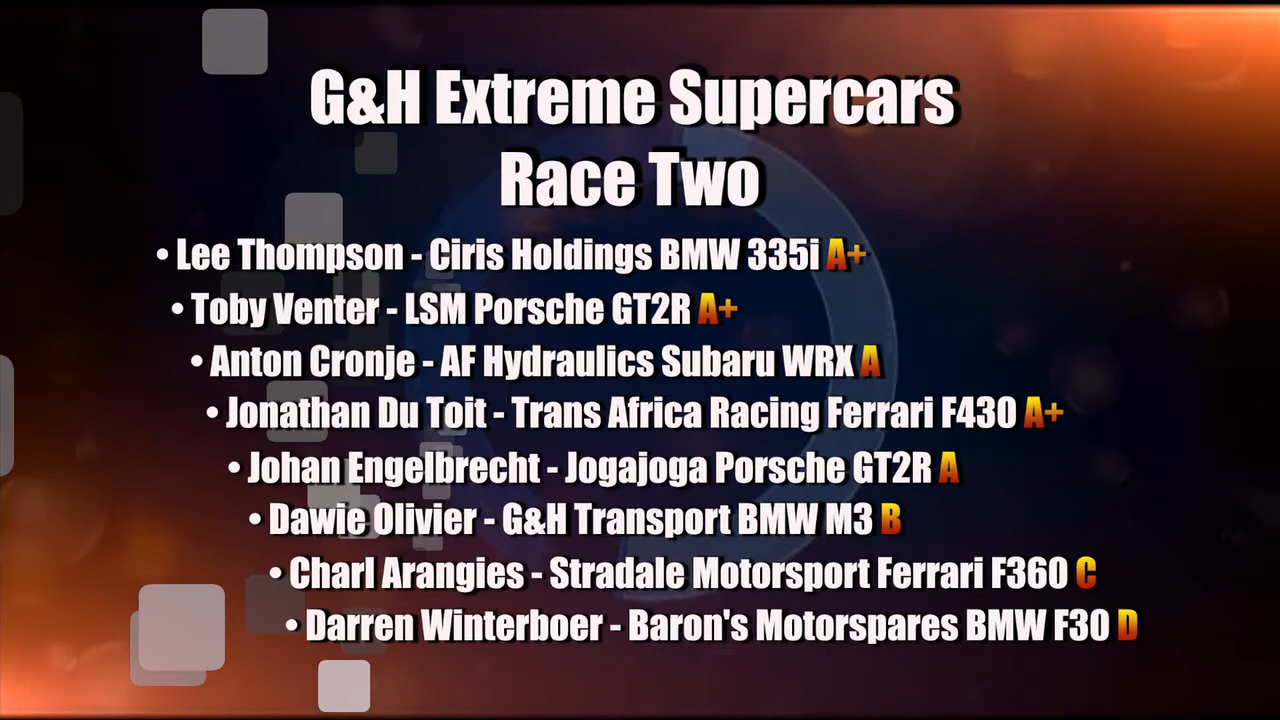 G&H Extreme Supercars
Race Two
• Lee Thompson - Ciris Holdings BMW 335i A+
• Toby Venter - LSM Porsche GT2R A+
• Anton Cronje - AF Hydraulics Subaru WRX A
• Jonathan Du Toit - Trans Africa Racing Ferrari F430 A+
• Johan Engelbrecht - Jogajoga Porsche GT2R A
• Dawie Olivier - G&H Transport BMW M3 B
• Charl Arangies - Stradale Motorsport Ferrari F360 C
• Darren Winterboer - Baron's Motorspares BMW F30 D